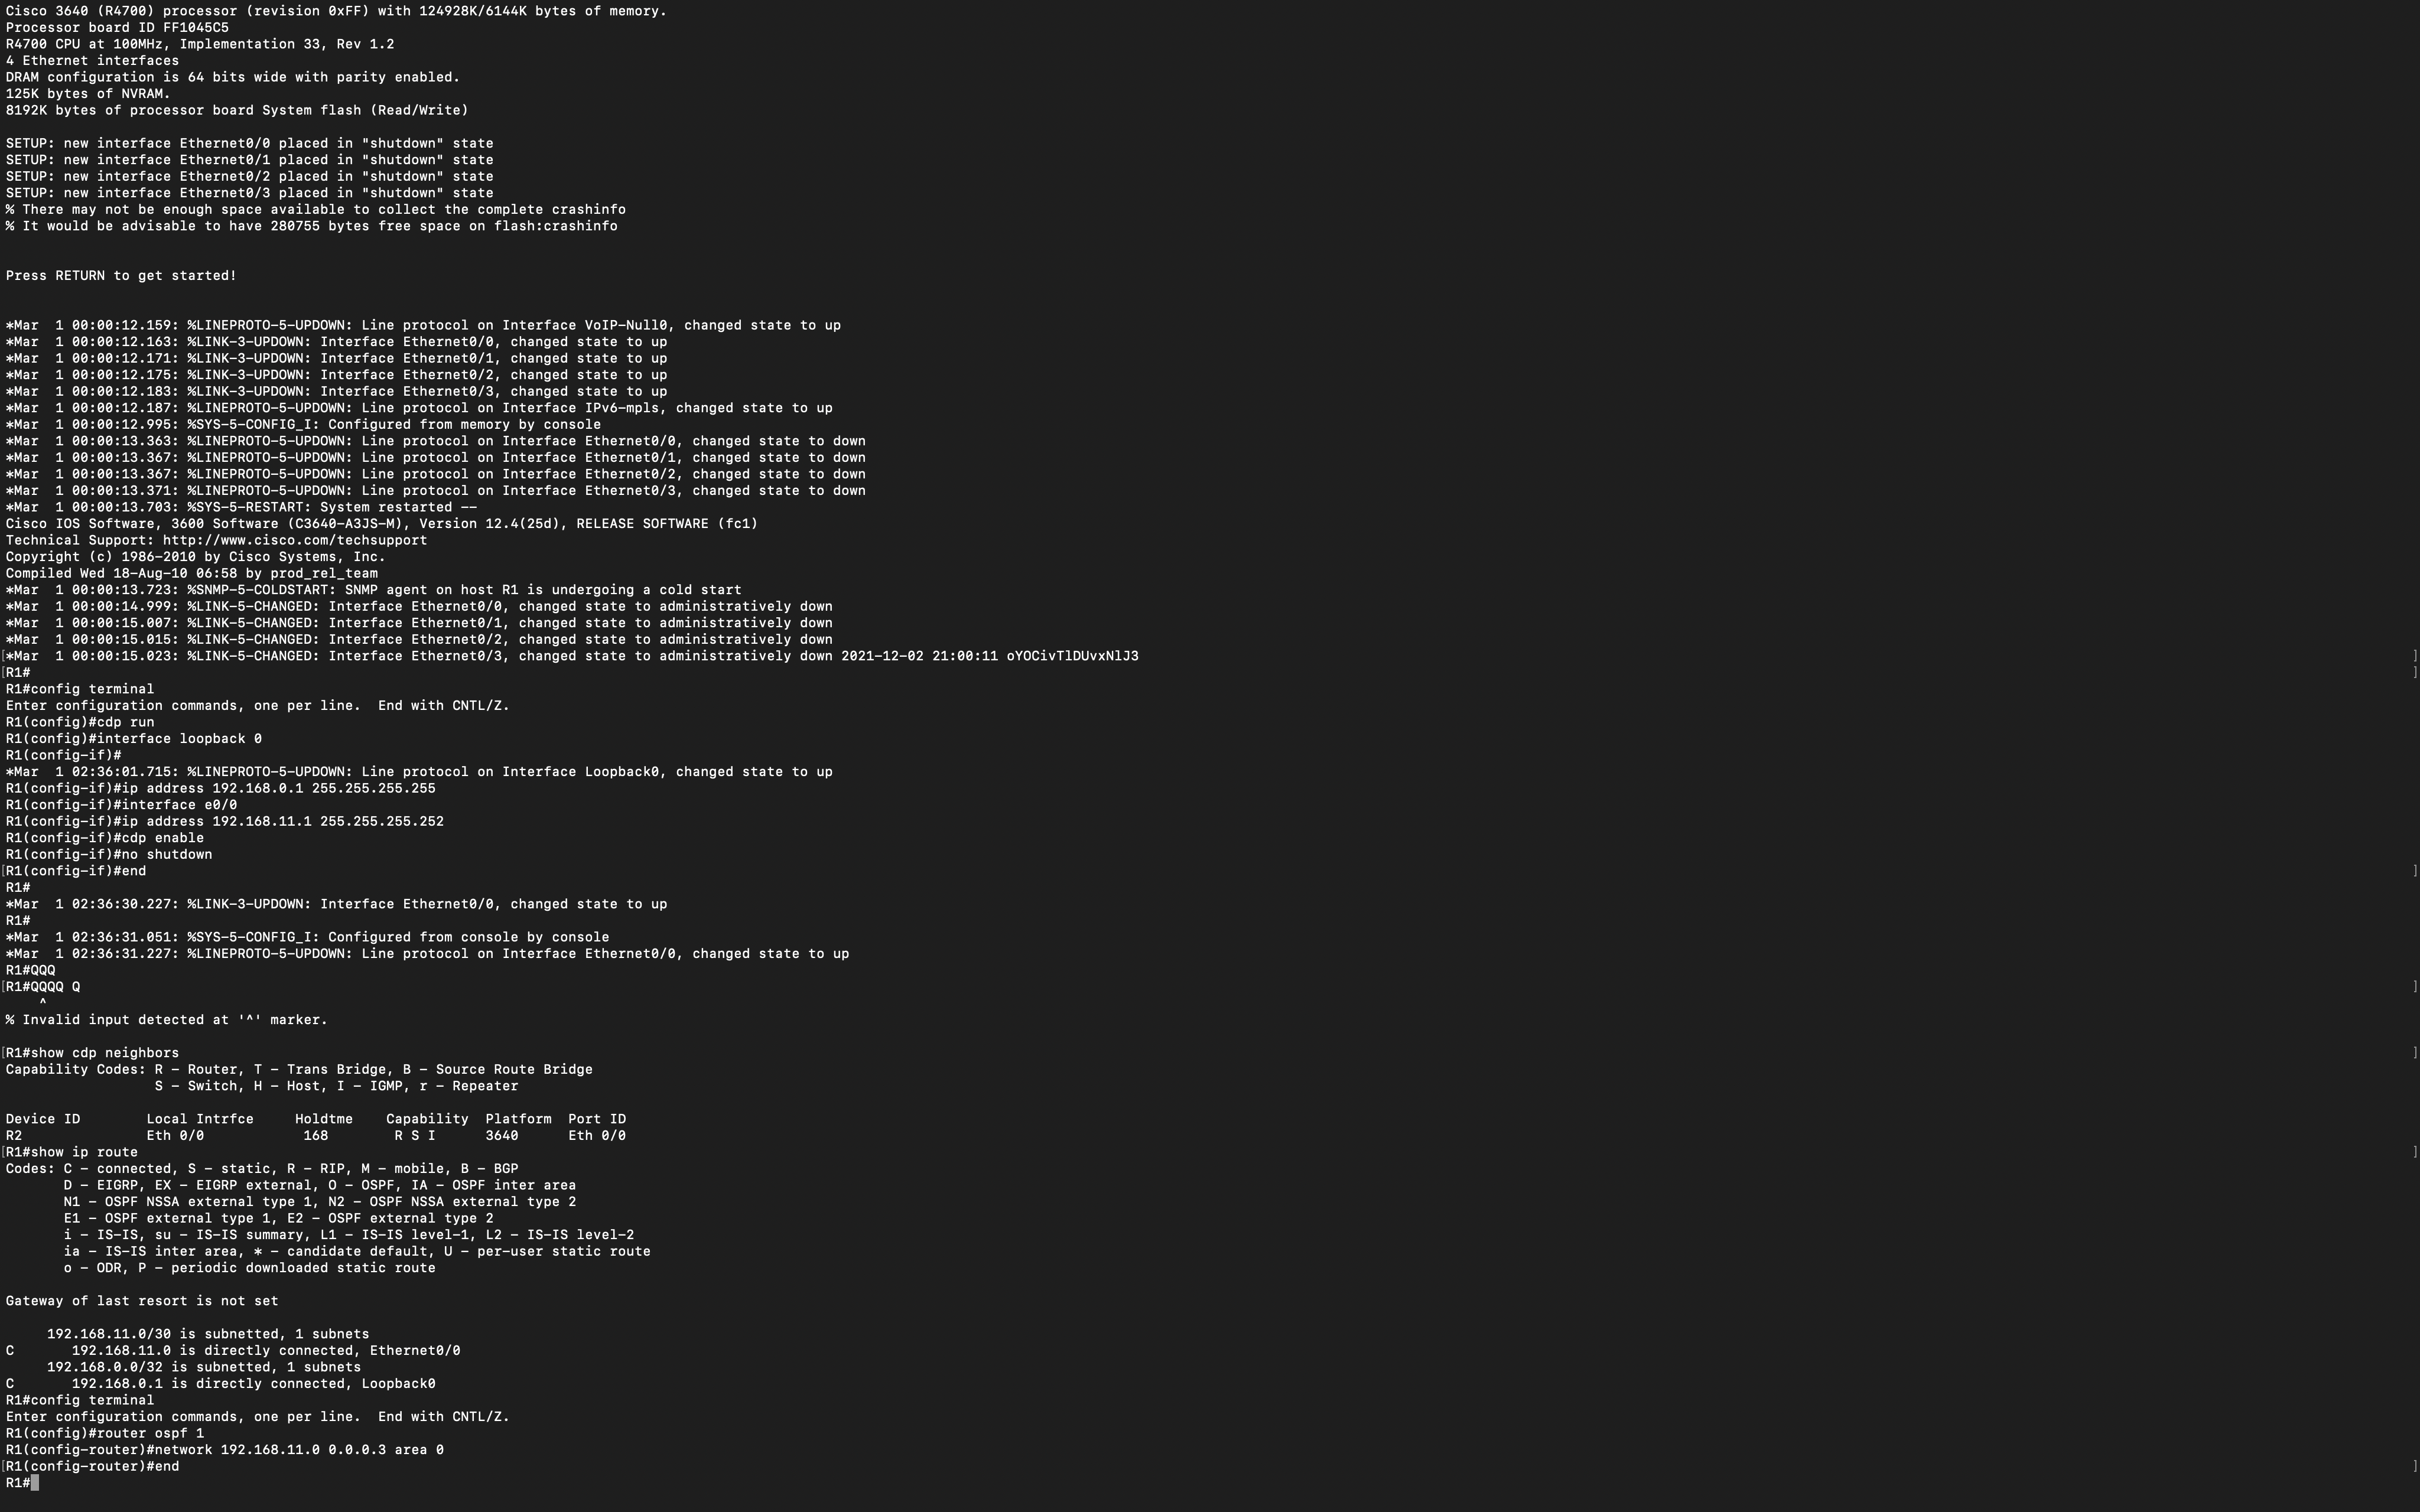 Cisco 3640 (R4700) processor (revision 0xFF) with 124928K/6144K bytes of memory.
Processor board ID FF1045C5
R4700 CPU at 100MHz, Implementation 33, Rev 1.2
4 Ethernet interfaces
DRAM configuration is 64 bits wide with parity enabled.
125K bytes of NVRAM.
8192K bytes of processor board System flash (Read/Write)

SETUP: new interface Ethernet0/0 placed in "shutdown" state
SETUP: new interface Ethernet0/1 placed in "shutdown" state
SETUP: new interface Ethernet0/2 placed in "shutdown" state
SETUP: new interface Ethernet0/3 placed in "shutdown" state
% There may not be enough space available to collect the complete crashinfo
% It would be advisable to have 280755 bytes free space on flash:crashinfo

Press RETURN to get started!

*Mar  1 00:00:12.159: %LINEPROTO-5-UPDOWN: Line protocol on Interface VoIP-Null0, changed state to up
*Mar  1 00:00:12.163: %LINK-3-UPDOWN: Interface Ethernet0/0, changed state to up
*Mar  1 00:00:12.171: %LINK-3-UPDOWN: Interface Ethernet0/1, changed state to up
*Mar  1 00:00:12.175: %LINK-3-UPDOWN: Interface Ethernet0/2, changed state to up
*Mar  1 00:00:12.183: %LINK-3-UPDOWN: Interface Ethernet0/3, changed state to up
*Mar  1 00:00:12.187: %LINEPROTO-5-UPDOWN: Line protocol on Interface IPv6-mpls, changed state to up
*Mar  1 00:00:12.995: %SYS-5-CONFIG_I: Configured from memory by console
*Mar  1 00:00:13.363: %LINEPROTO-5-UPDOWN: Line protocol on Interface Ethernet0/0, changed state to down
*Mar  1 00:00:13.367: %LINEPROTO-5-UPDOWN: Line protocol on Interface Ethernet0/1, changed state to down
*Mar  1 00:00:13.367: %LINEPROTO-5-UPDOWN: Line protocol on Interface Ethernet0/2, changed state to down
*Mar  1 00:00:13.371: %LINEPROTO-5-UPDOWN: Line protocol on Interface Ethernet0/3, changed state to down
*Mar  1 00:00:13.703: %SYS-5-RESTART: System restarted --
Cisco IOS Software, 3600 Software (C3640-A3JS-M), Version 12.4(25d), RELEASE SOFTWARE (fc1)
Technical Support: http://www.cisco.com/techsupport
Copyright (c) 1986-2010 by Cisco Systems, Inc.
Compiled Wed 18-Aug-10 06:58 by prod_rel_team
*Mar  1 00:00:13.723: %SNMP-5-COLDSTART: SNMP agent on host R1 is undergoing a cold start
*Mar  1 00:00:14.999: %LINK-5-CHANGED: Interface Ethernet0/0, changed state to administratively down
*Mar  1 00:00:15.007: %LINK-5-CHANGED: Interface Ethernet0/1, changed state to administratively down
*Mar  1 00:00:15.015: %LINK-5-CHANGED: Interface Ethernet0/2, changed state to administratively down
[*Mar  1 00:00:15.023: %LINK-5-CHANGED: Interface Ethernet0/3, changed state to administratively down 2021-12-02 21:00:11 oYOCivTlDUvxNlJ3 ]
[R1# ]
R1#config terminal
Enter configuration commands, one per line.  End with CNTL/Z.
R1(config)#cdp run
R1(config)#interface loopback 0
R1(config-if)#
*Mar  1 02:36:01.715: %LINEPROTO-5-UPDOWN: Line protocol on Interface Loopback0, changed state to up
R1(config-if)#ip address 192.168.0.1 255.255.255.255
R1(config-if)#interface e0/0
R1(config-if)#ip address 192.168.11.1 255.255.255.252
R1(config-if)#cdp enable
R1(config-if)#no shutdown
[R1(config-if)#end ]
R1#
*Mar  1 02:36:30.227: %LINK-3-UPDOWN: Interface Ethernet0/0, changed state to up
R1#
*Mar  1 02:36:31.051: %SYS-5-CONFIG_I: Configured from console by console
*Mar  1 02:36:31.227: %LINEPROTO-5-UPDOWN: Line protocol on Interface Ethernet0/0, changed state to up
R1#QQQ
[R1#QQQQ Q ]
    ^
% Invalid input detected at '^' marker.

[R1#show cdp neighbors ]
Capability Codes: R - Router, T - Trans Bridge, B - Source Route Bridge
                  S - Switch, H - Host, I - IGMP, r - Repeater

Device ID        Local Intrfce     Holdtme    Capability  Platform  Port ID
R2               Eth 0/0            168        R S I      3640      Eth 0/0
[R1#show ip route ]
Codes: C - connected, S - static, R - RIP, M - mobile, B - BGP
       D - EIGRP, EX - EIGRP external, O - OSPF, IA - OSPF inter area
       N1 - OSPF NSSA external type 1, N2 - OSPF NSSA external type 2
       E1 - OSPF external type 1, E2 - OSPF external type 2
       i - IS-IS, su - IS-IS summary, L1 - IS-IS level-1, L2 - IS-IS level-2
       ia - IS-IS inter area, * - candidate default, U - per-user static route
       o - ODR, P - periodic downloaded static route

Gateway of last resort is not set

     192.168.11.0/30 is subnetted, 1 subnets
C       192.168.11.0 is directly connected, Ethernet0/0
     192.168.0.0/32 is subnetted, 1 subnets
C       192.168.0.1 is directly connected, Loopback0
R1#config terminal
Enter configuration commands, one per line.  End with CNTL/Z.
R1(config)#router ospf 1
R1(config-router)#network 192.168.11.0 0.0.0.3 area 0
[R1(config-router)#end ]
R1#